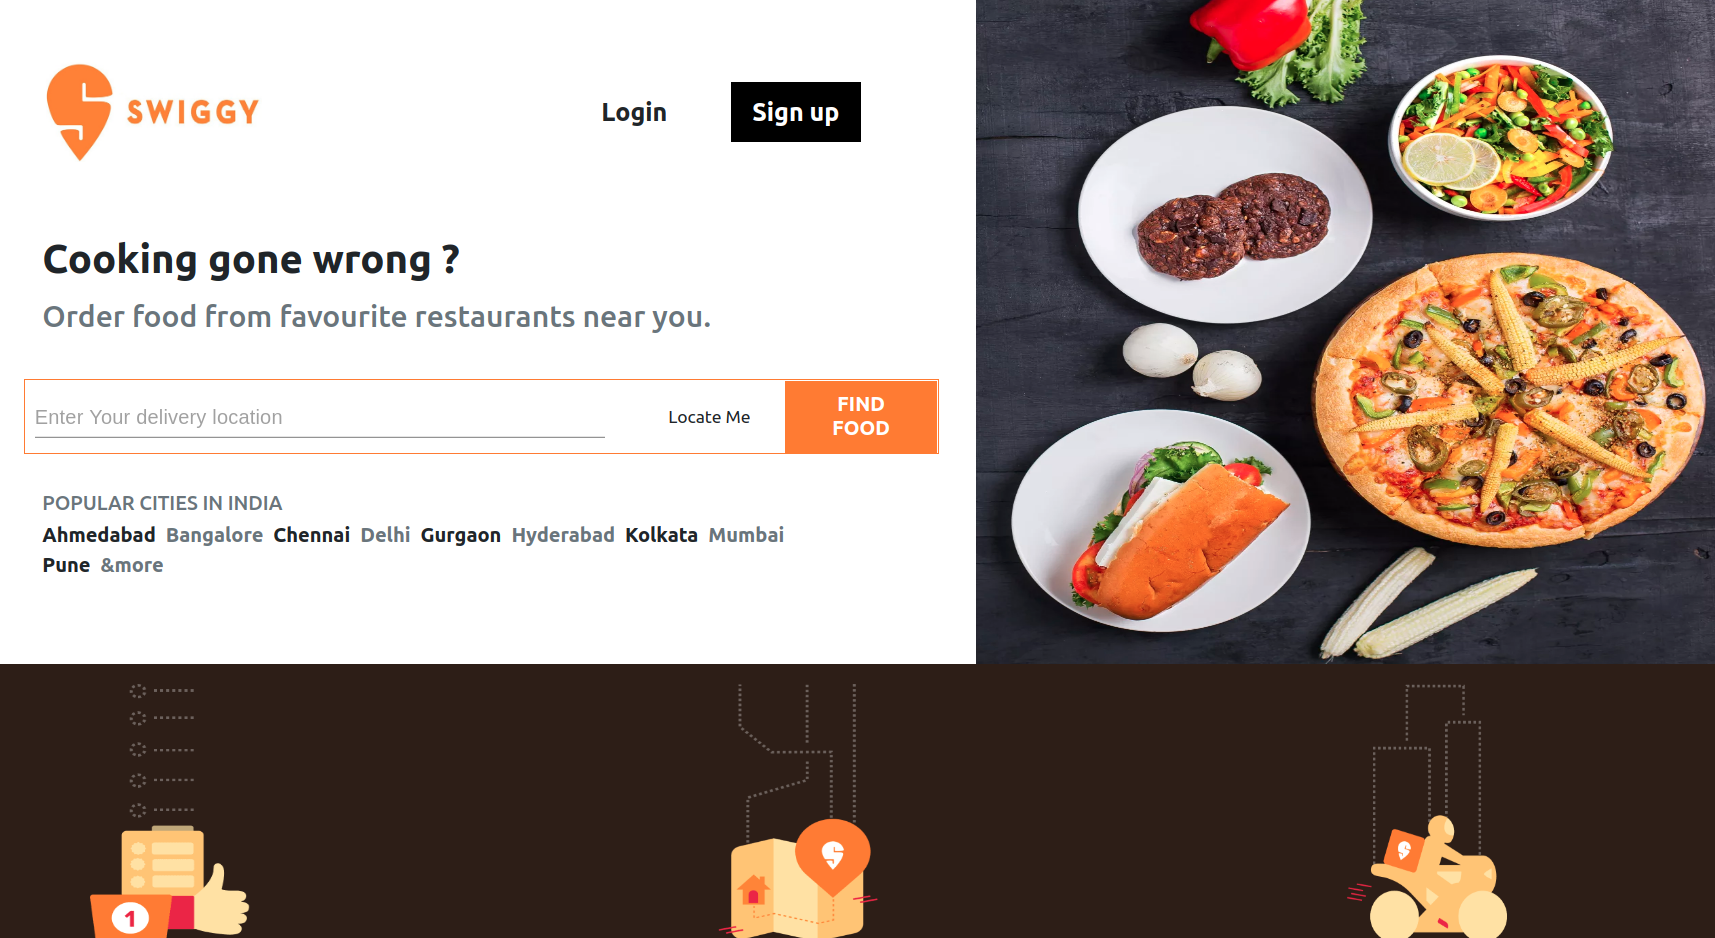 SWIGGY
Login
Sign up
Cooking gone wrong ?
Order food from favourite restaurants near you.
Enter Your delivery location
Locate Me
FIND
FOOD
POPULAR CITIES IN INDIA
Ahmedabad Bangalore Chennai Delhi Gurgaon Hyderabad Kolkata Mumbai
Pune &more
1